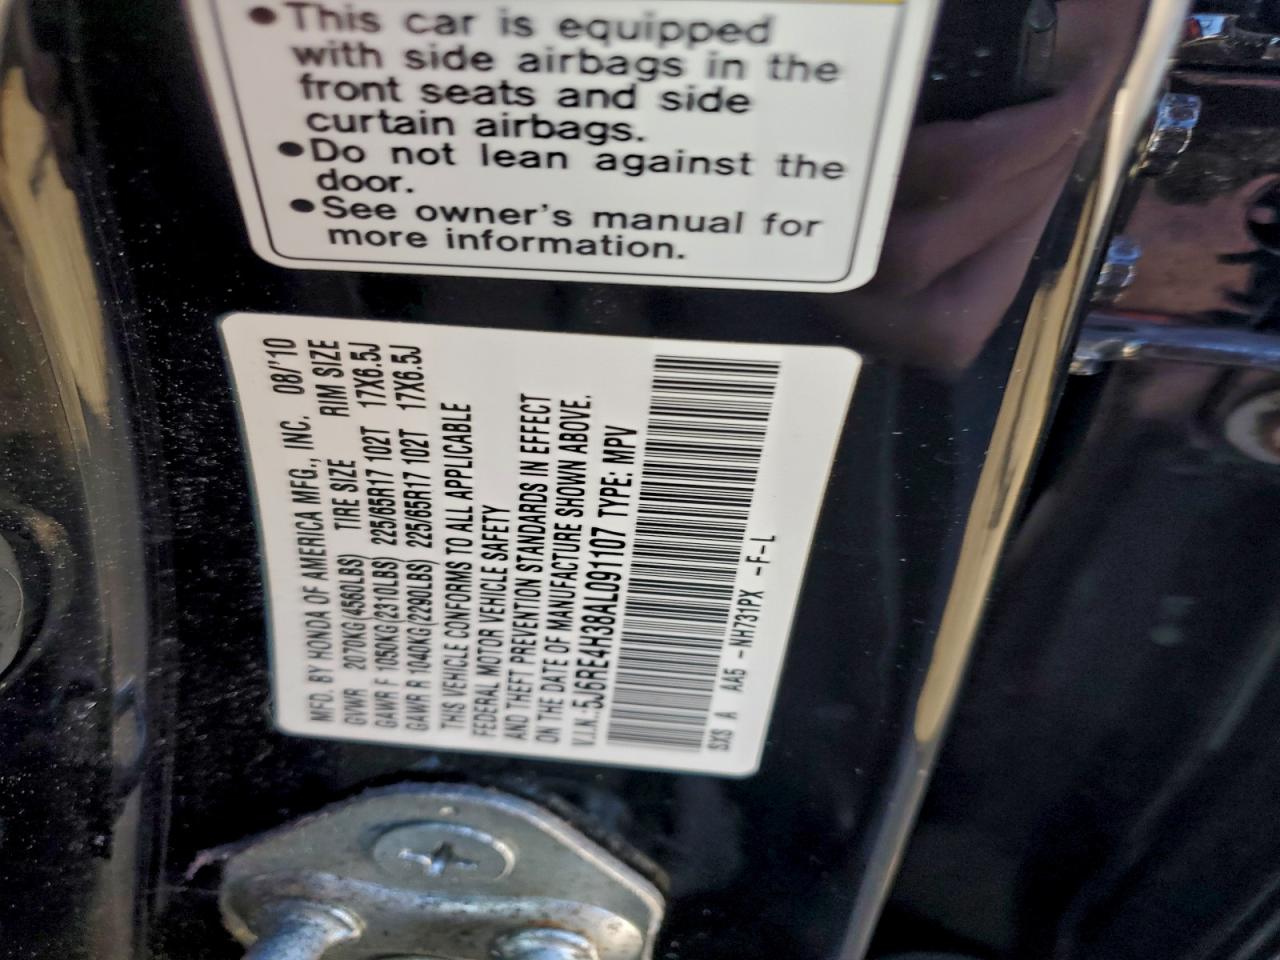 ●This car is equipped
with side airbags in the
front seats and side
curtain airbags.
●Do not lean against the
door.
●See owner's manual for
more information.
MFD. BY HONDA OF AMERICA MFG., INC. 08/'10
GVWR 2070KG(4560LBS) TIRE SIZE RIM SIZE
GAWR F 1050KG(2310LBS) 225/65R17 102T 17X6.5J
GAWR R 1040KG(2290LBS) 225/65R17 102T 17X6.5J
THIS VEHICLE CONFORMS TO ALL APPLICABLE
FEDERAL MOTOR VEHICLE SAFETY
AND THEFT PREVENTION STANDARDS IN EFFECT
ON THE DATE OF MANUFACTURE SHOWN ABOVE.
V.I.N.:5J6RE4H38AL091107 TYPE: MPV
SXS A AA5 -NH731PX -F-L